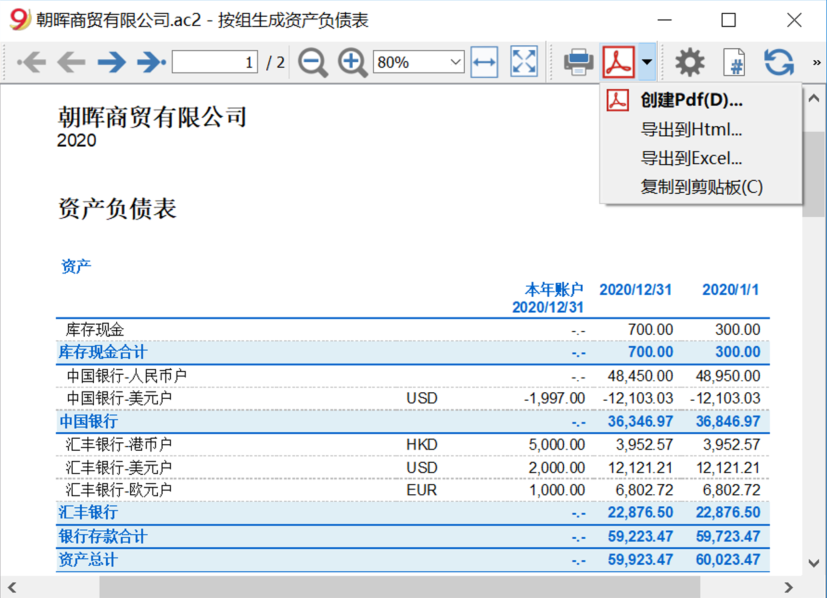 朝晖商贸有限公司.ac2 - 按组生成资产负债表
1 / 2 80% »
创建Pdf(D)...
导出到Html...
导出到Excel...
复制到剪贴板(C)
朝晖商贸有限公司
2020
资产负债表
资产
本年账户 2020/12/31 2020/1/1
2020/12/31
库存现金 -.- 700.00 300.00
库存现金合计 -.- 700.00 300.00
中国银行-人民币户 -.- 48,450.00 48,950.00
中国银行-美元户 USD -1,997.00 -12,103.03 -12,103.03
中国银行 -.- 36,346.97 36,846.97
汇丰银行-港币户 HKD 5,000.00 3,952.57 3,952.57
汇丰银行-美元户 USD 2,000.00 12,121.21 12,121.21
汇丰银行-欧元户 EUR 1,000.00 6,802.72 6,802.72
汇丰银行 -.- 22,876.50 22,876.50
银行存款合计 -.- 59,223.47 59,723.47
资产总计 -.- 59,923.47 60,023.47